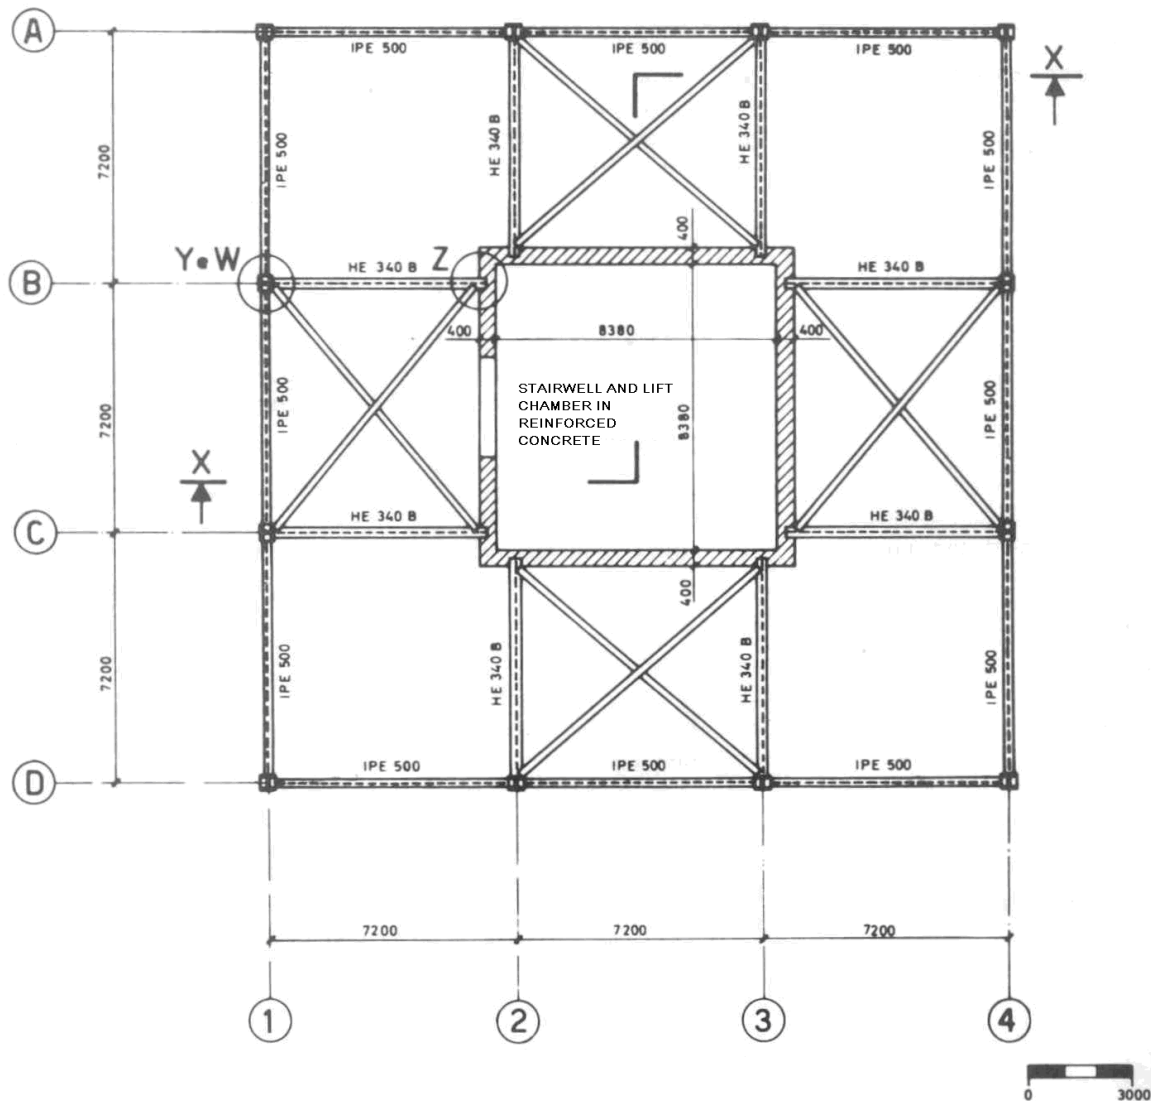 A
IPE 500
IPE 500
IPE 500
X
7200
IPE 500
HE 340 B
HE 340 B
IPE 500
400
YeW
Z
B
HE 340 B
HE 340 B
400
8380
400
7200
IPE 500
STAIRWELL AND LIFT
CHAMBER IN
REINFORCED
CONCRETE
8380
IPE 500
X
C
HE 340 B
HE 340 B
400
7200
IPE 500
HE 340 B
HE 340 B
IPE 500
D
IPE 500
IPE 500
IPE 500
7200
7200
7200
1
2
3
4
0
3000